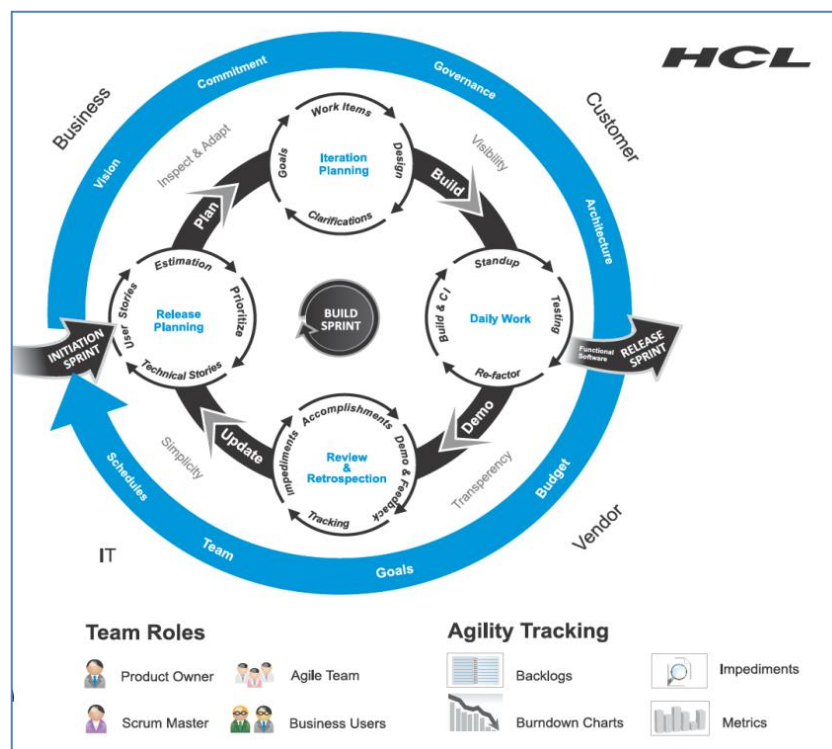 HCL
Business
Customer
IT
Vendor
Vision
Commitment
Governance
Architecture
Budget
Goals
Team
Schedules
Inspect & Adapt
Visibility
Transperency
Simplicity
INITIATION
SPRINT
Plan
Build
Demo
Update
Functional
Software
RELEASE
SPRINT
Work Items
Design
Clarifications
Goals
Iteration
Planning
Estimation
Prioritize
Technical Stories
User Stories
Release
Planning
BUILD
SPRINT
Standup
Testing
Re-factor
Build & CI
Daily Work
Accomplishments
Demo & Feedback
Tracking
Impediments
Review
&
Retrospection
Team Roles
Product Owner
Agile Team
Scrum Master
Business Users
Agility Tracking
Backlogs
Impediments
Burndown Charts
Metrics